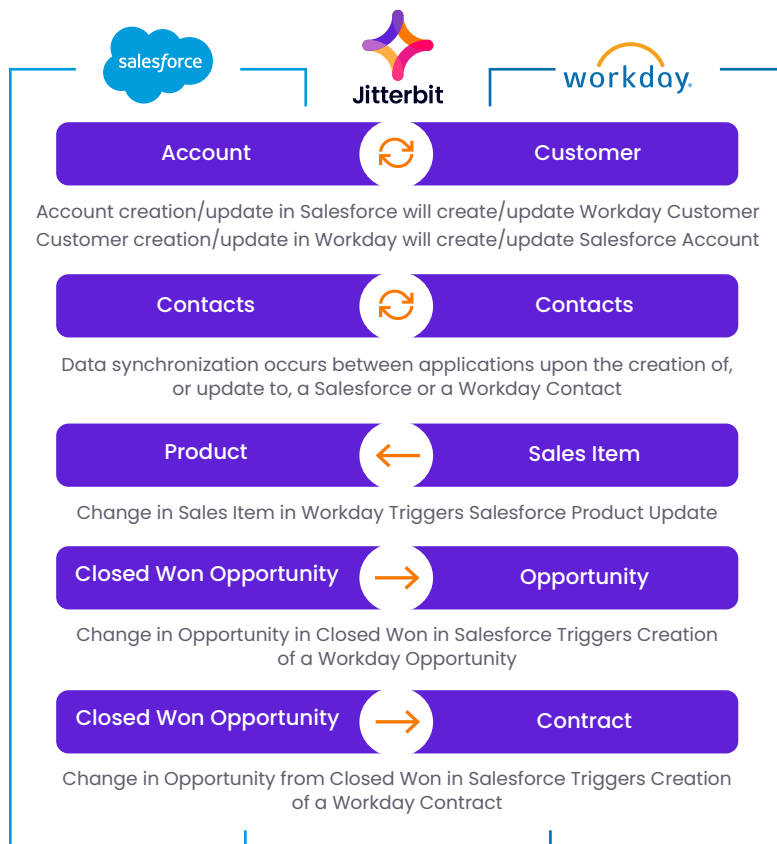 salesforce
Jitterbit
workday.
Account
Customer
Account creation/update in Salesforce will create/update Workday Customer
Customer creation/update in Workday will create/update Salesforce Account
Contacts
Contacts
Data synchronization occurs between applications upon the creation of,
or update to, a Salesforce or a Workday Contact
Product
Sales Item
Change in Sales Item in Workday Triggers Salesforce Product Update
Closed Won Opportunity
Opportunity
Change in Opportunity in Closed Won in Salesforce Triggers Creation
of a Workday Opportunity
Closed Won Opportunity
Contract
Change in Opportunity from Closed Won in Salesforce Triggers Creation
of a Workday Contract